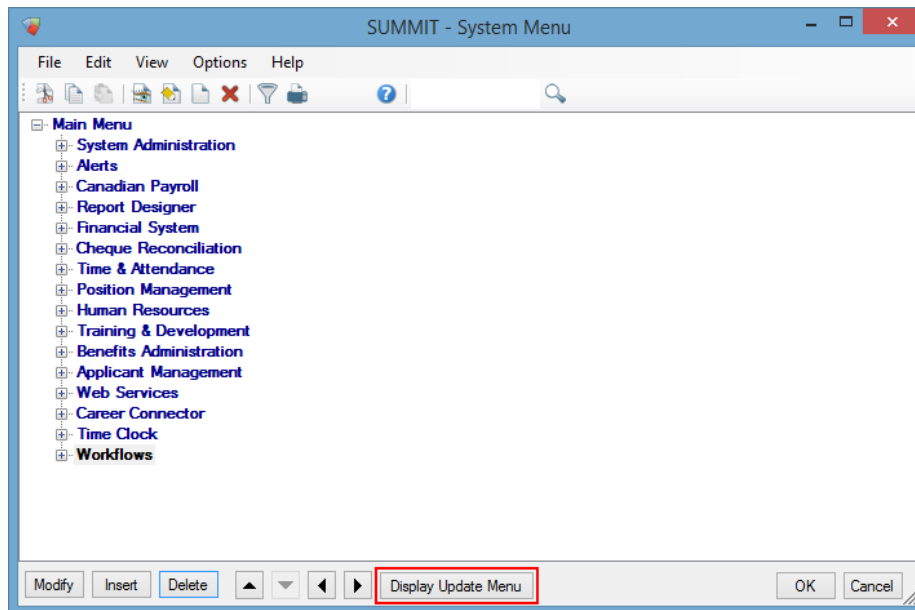 SUMMIT - System Menu
File Edit View Options Help
Main Menu
System Administration
Alerts
Canadian Payroll
Report Designer
Financial System
Cheque Reconciliation
Time & Attendance
Position Management
Human Resources
Training & Development
Benefits Administration
Applicant Management
Web Services
Career Connector
Time Clock
Workflows
Modify Insert Delete Display Update Menu OK Cancel